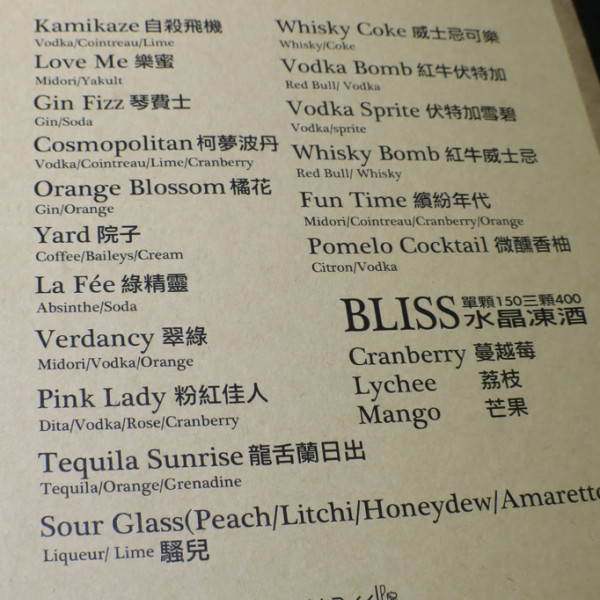 Kamikaze 自殺飛機
Vodka/Cointreau/Lime
Love Me 樂蜜
Midori/Yakult
Gin Fizz 琴費士
Gin/Soda
Cosmopolitan 柯夢波丹
Vodka/Cointreau/Lime/Cranberry
Orange Blossom 橘花
Gin/Orange
Yard 院子
Coffee/Baileys/Cream
La Fée 綠精靈
Absinthe/Soda
Verdancy 翠綠
Midori/Vodka/Orange
Pink Lady 粉紅佳人
Dita/Vodka/Rose/Cranberry
Tequila Sunrise 龍舌蘭日出
Tequila/Orange/Grenadine
Sour Glass(Peach/Litchi/Honeydew/Amaretto
Liqueur/ Lime 騷兒
Whisky Coke 威士忌可樂
Whisky/Coke
Vodka Bomb 紅牛伏特加
Red Bull/ Vodka
Vodka Sprite 伏特加雪碧
Vodka/sprite
Whisky Bomb 紅牛威士忌
Red Bull/ Whisky
Fun Time 繽紛年代
Midori/Cointreau/Cranberry/Orange
Pomelo Cocktail 微醺香柚
Citron/Vodka
BLISS 單顆150三顆400
水晶凍酒
Cranberry 蔓越莓
Lychee 荔枝
Mango 芒果